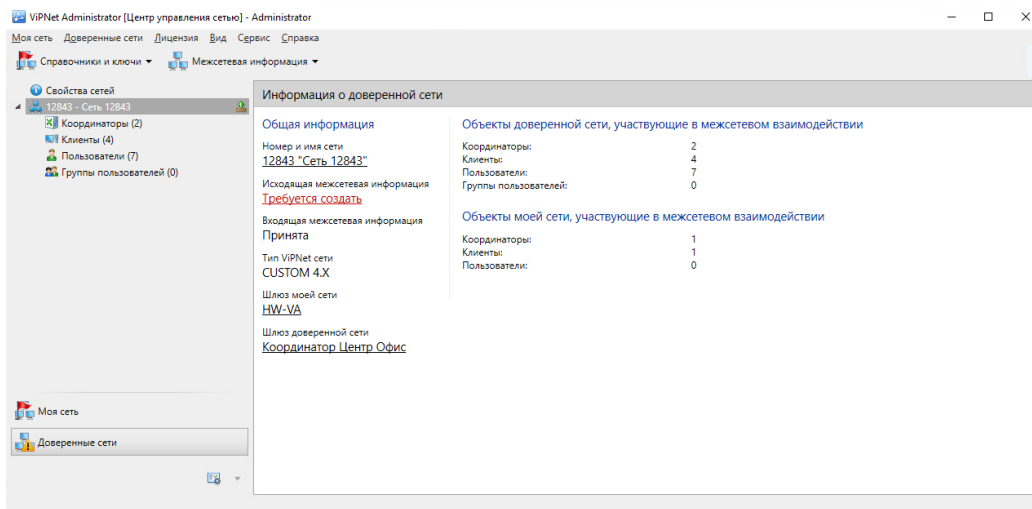 ViPNet Administrator [Центр управления сетью] - Administrator
Моя сеть Доверенные сети Лицензия Вид Сервис Справка
Справочники и ключи Межсетевая информация
Свойства сетей
12843 - Сеть 12843
Координаторы (2)
Клиенты (4)
Пользователи (7)
Группы пользователей (0)
Моя сеть
Доверенные сети
Информация о доверенной сети
Общая информация
Номер и имя сети
12843 "Сеть 12843"
Исходящая межсетевая информация
Требуется создать
Входящая межсетевая информация
Принята
Тип ViPNet сети
CUSTOM 4.X
Шлюз моей сети
HW-VA
Шлюз доверенной сети
Координатор Центр Офис
Объекты доверенной сети, участвующие в межсетевом взаимодействии
Координаторы: 2
Клиенты: 4
Пользователи: 7
Группы пользователей: 0
Объекты моей сети, участвующие в межсетевом взаимодействии
Координаторы: 1
Клиенты: 1
Пользователи: 0